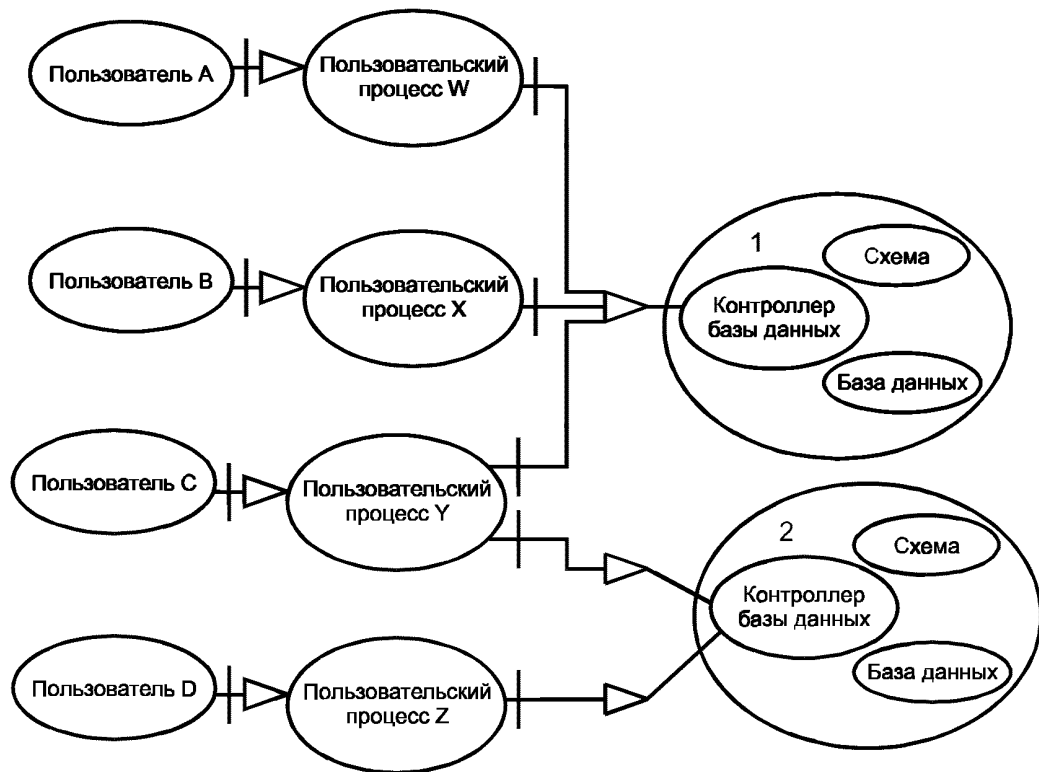 Пользователь A
Пользовательский
процесс W
Пользователь B
Пользовательский
процесс X
1
Схема
Контроллер
базы данных
База данных
Пользователь C
Пользовательский
процесс Y
2
Схема
Контроллер
базы данных
База данных
Пользователь D
Пользовательский
процесс Z